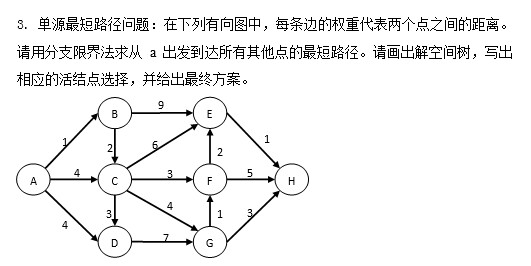 3. 单源最短路径问题：在下列有向图中，每条边的权重代表两个点之间的距离。
请用分支限界法求从 a 出发到达所有其他点的最短路径。请画出解空间树，写出
相应的活结点选择，并给出最终方案。
B 9 E
1 2 6 2 1
A 4 C 3 F 5 H
4 3 4 1 3
D 7 G